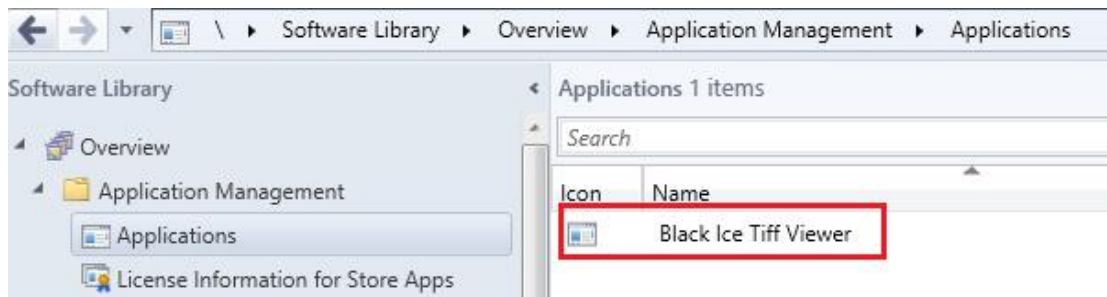 \ Software Library Overview Application Management Applications
Software Library
Applications 1 items
Overview
Search
Application Management
Icon Name
Applications
Black Ice Tiff Viewer
License Information for Store Apps